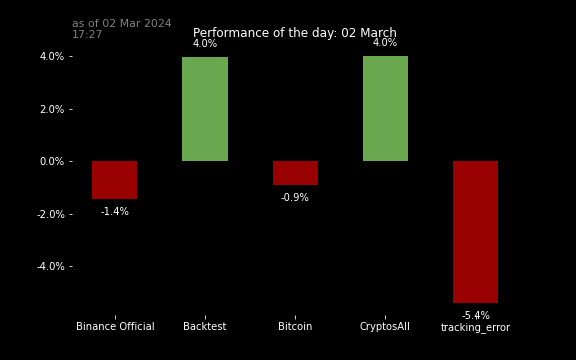 as of 02 Mar 2024
17:27
Performance of the day: 02 March
4.0%
4.0%
4.0%
2.0%
0.0%
-2.0%
-4.0%
-1.4%
-0.9%
-5.4%
Binance Official
Backtest
Bitcoin
CryptosAll
tracking_error